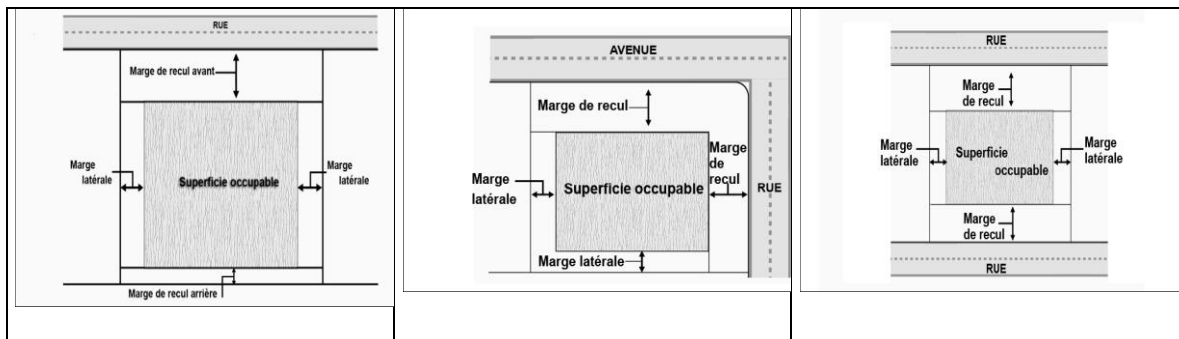 RUE
Marge de recul avant
Marge
latérale
Superficie occupable
Marge
latérale
Marge de recul arrière
AVENUE
Marge de recul
Marge
de
recul
RUE
Marge
latérale
Superficie occupable
Marge latérale
RUE
Marge
de recul
Marge
latérale
Superficie
occupable
Marge
latérale
Marge
de recul
RUE